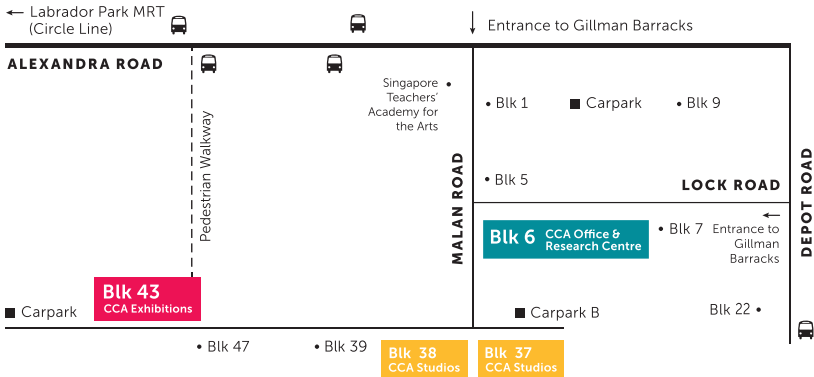 ← Labrador Park MRT
(Circle Line)
Entrance to Gillman Barracks
ALEXANDRA ROAD
Singapore
Teachers'
Academy for
the Arts
• Blk 1
Carpark
• Blk 9
Pedestrian Walkway
MALAN ROAD
• Blk 5
LOCK ROAD
DEPOT ROAD
Blk 6 CCA Office &
Research Centre
• Blk 7
←
Entrance to
Gillman
Barracks
Blk 43
CCA Exhibitions
Carpark
Carpark B
Blk 22 •
• Blk 47
• Blk 39
Blk 38
CCA Studios
Blk 37
CCA Studios